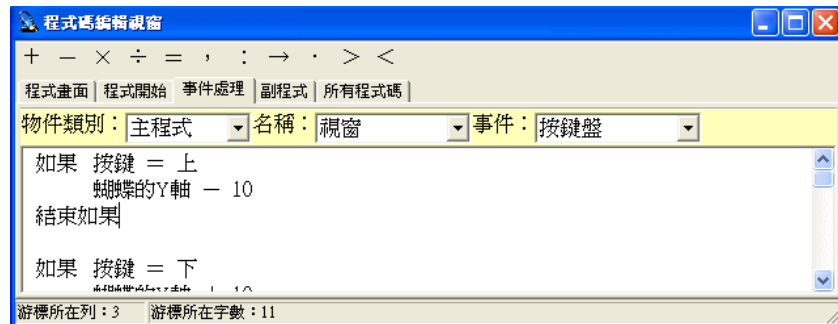 程式碼編輯視窗
＋ － × ÷ ＝ ， ： → · ＞ ＜
程式畫面 程式開始 事件處理 副程式 所有程式碼
物件類別： 主程式 名稱： 視窗 事件： 按鍵盤
如果 按鍵 ＝ 上
蝴蝶的Y軸 － 10
結束如果
如果 按鍵 ＝ 下
游標所在列：3 游標所在字數：11